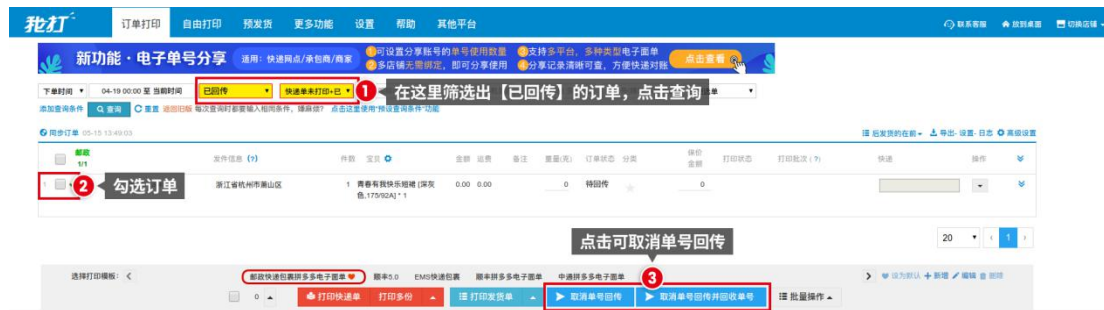 我打 订单打印 自由打印 预发货 更多功能 设置 帮助 其他平台 联系客服 放到桌面 切换店铺
新功能·电子单号分享 适用：快递网点/承包商/商家 ①可设置分享账号的单号使用数量 ③支持多平台，多种类型电子面单 点击查看
②多店铺无需绑定，即可分享使用 ④分享记录清晰可查，方便快递对账
下单时间 04-19 00:00 至 当前时间 已回传 快递单未打印+已 1 在这里筛选出【已回传】的订单，点击查询
添加查询条件 查询 重置 退回旧版 每次查询时都要输入相同条件，嫌麻烦？ 点击这里使用"预设查询条件"功能
同步订单 05-15 13:49:03 后发货的在前 导出 设置 日志 高级设置
邮政 1/1 发件信息 (?) 件数 宝贝 金额 运费 备注 重量(克) 订单状态 分类 保价金额 打印状态 打印批次 (?) 快递 操作
1 2 勾选订单 浙江省杭州市萧山区 1 青春有我快乐短裙 [深灰色,175/92A] * 1 0.00 0.00 0 待回传 0
20 1
点击可取消单号回传
3
选择打印模板： 邮政快递包裹拼多多电子面单 顺丰5.0 EMS快递包裹 顺丰拼多多电子面单 中通拼多多电子面单 设为默认 新增 编辑 删除
0 打印快递单 打印多份 打印发货单 取消单号回传 取消单号回传并回收单号 批量操作